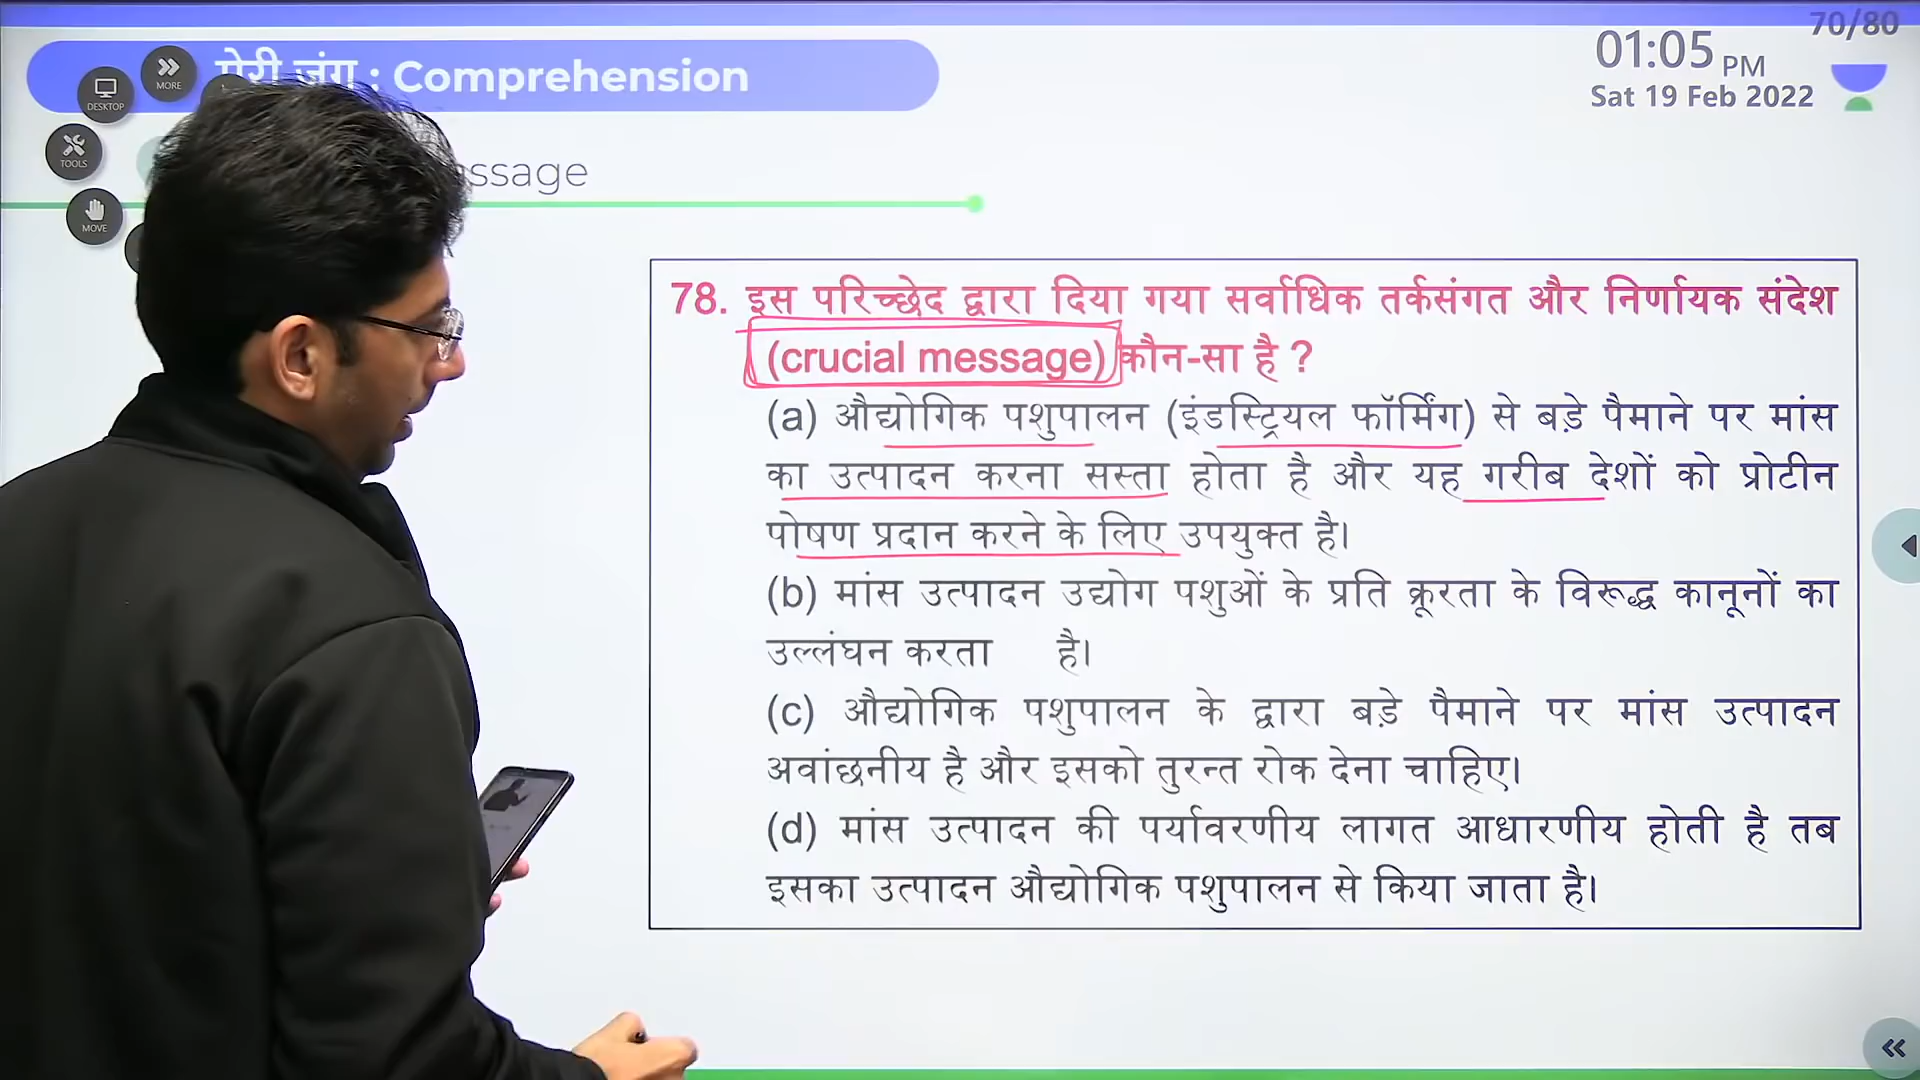 70/80
01:05 PM
Sat 19 Feb 2022
मेरी जंग : Comprehension
MORE
DESKTOP
TOOLS
MOVE
78. इस परिच्छेद द्वारा दिया गया सर्वाधिक तर्कसंगत और निर्णायक संदेश
(crucial message) कौन-सा है ?
(a) औद्योगिक पशुपालन (इंडस्ट्रियल फॉर्मिंग) से बड़े पैमाने पर मांस
का उत्पादन करना सस्ता होता है और यह गरीब देशों को प्रोटीन
पोषण प्रदान करने के लिए उपयुक्त है।
(b) मांस उत्पादन उद्योग पशुओं के प्रति क्रूरता के विरूद्ध कानूनों का
उल्लंघन करता है।
(c) औद्योगिक पशुपालन के द्वारा बड़े पैमाने पर मांस उत्पादन
अवांछनीय है और इसको तुरन्त रोक देना चाहिए।
(d) मांस उत्पादन की पर्यावरणीय लागत आधारणीय होती है तब
इसका उत्पादन औद्योगिक पशुपालन से किया जाता है।